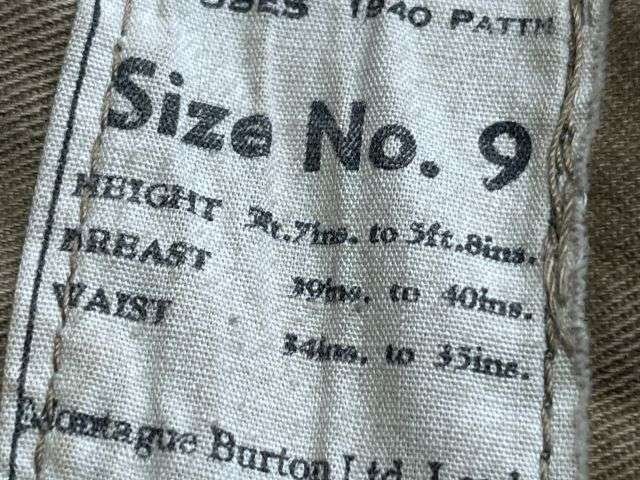 1940 PATTN
Size No. 9
HEIGHT 5ft.7ins. to 5ft.8ins.
BREAST 39ins. to 40ins.
WAIST 34ins. to 35ins.
Montague Burton Ltd.